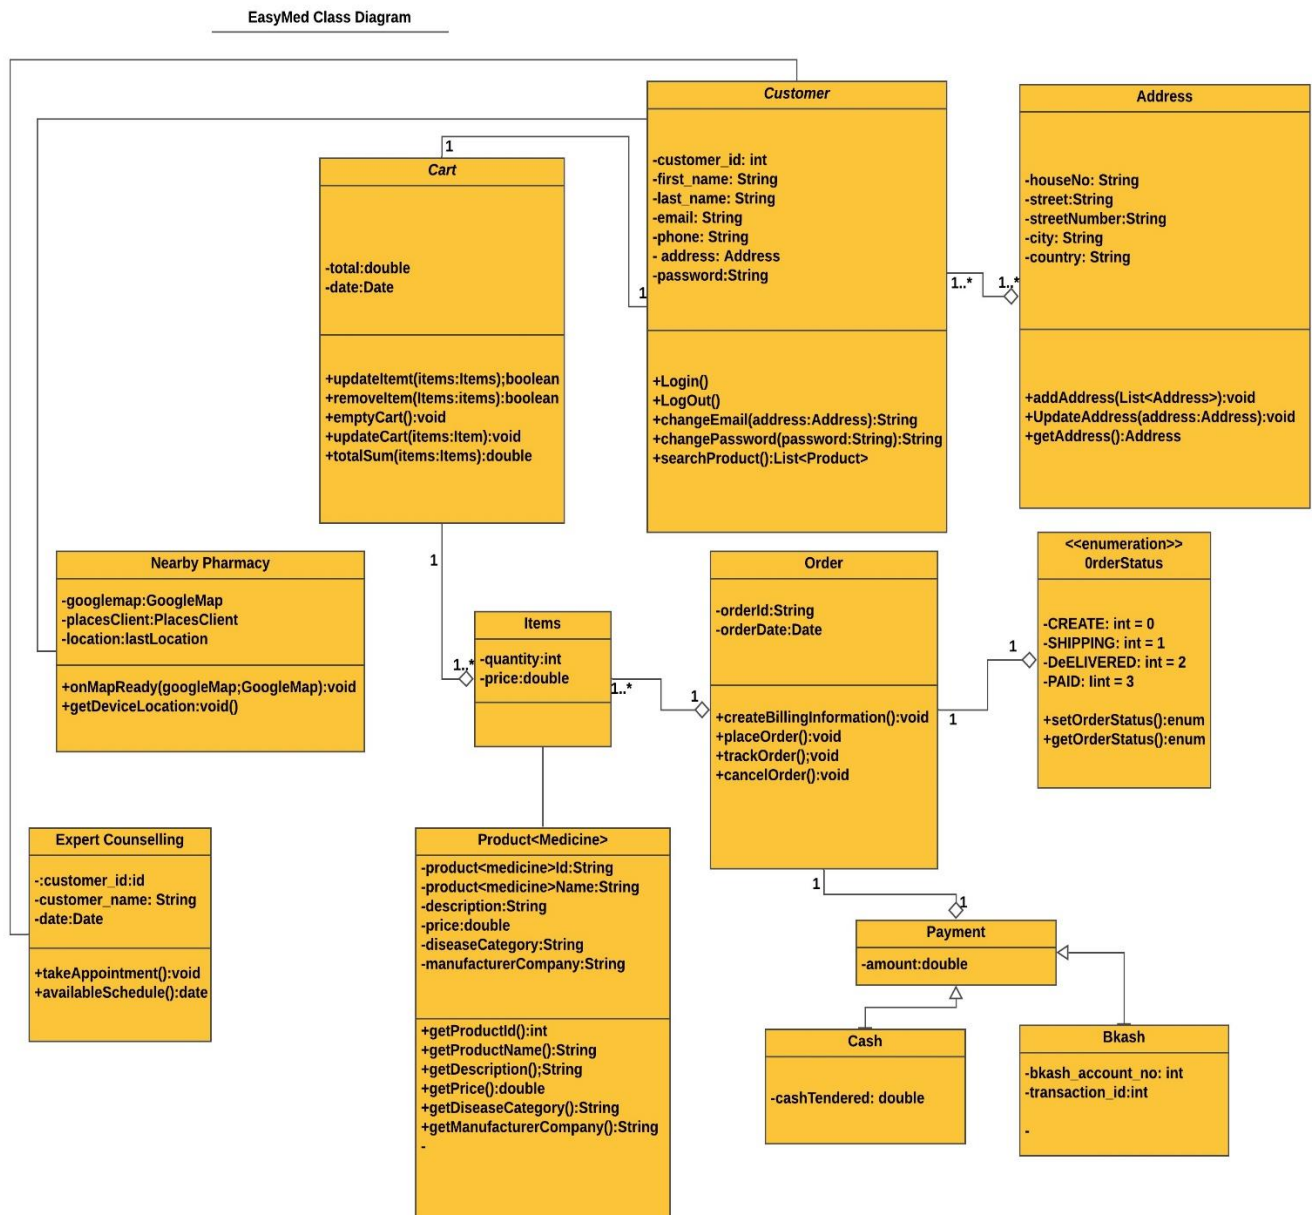 EasyMed Class Diagram
Customer
-customer_id: int
-first_name: String
-last_name: String
-email: String
-phone: String
- address: Address
-password:String
+Login()
+LogOut()
+changeEmail(address:Address):String
+changePassword(password:String):String
+searchProduct():List<Product>
Address
-houseNo: String
-street:String
-streetNumber:String
-city: String
-country: String
+addAddress(List<Address>):void
+UpdateAddress(address:Address):void
+getAddress():Address
1
1
1..*
1..*
Cart
-total:double
-date:Date
+updateItemt(items:Items);boolean
+removeItem(Items:items):boolean
+emptyCart():void
+updateCart(items:Item):void
+totalSum(items:Items):double
1
1..*
Nearby Pharmacy
-googlemap:GoogleMap
-placesClient:PlacesClient
-location:lastLocation
+onMapReady(googleMap;GoogleMap):void
+getDeviceLocation:void()
Items
-quantity:int
-price:double
1..*
1
Order
-orderId:String
-orderDate:Date
+createBillingInformation():void
+placeOrder():void
+trackOrder();void
+cancelOrder():void
1
1
<<enumeration>>
0rderStatus
-CREATE: int = 0
-SHIPPING: int = 1
-DeELIVERED: int = 2
-PAID: Iint = 3
+setOrderStatus():enum
+getOrderStatus():enum
Expert Counselling
-:customer_id:id
-customer_name: String
-date:Date
+takeAppointment():void
+availableSchedule():date
Product<Medicine>
-product<medicine>Id:String
-product<medicine>Name:String
-description:String
-price:double
-diseaseCategory:String
-manufacturerCompany:String
+getProductId():int
+getProductName():String
+getDescription();String
+getPrice():double
+getDiseaseCategory():String
+getManufacturerCompany():String
-
1
1
Payment
-amount:double
Cash
-cashTendered: double
Bkash
-bkash_account_no: int
-transaction_id:int
-